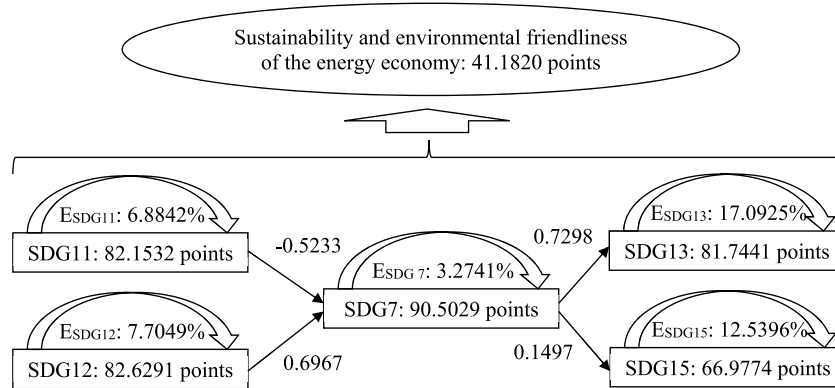 Sustainability and environmental friendliness
of the energy economy: 41.1820 points
ESDG11: 6.8842%
SDG11: 82.1532 points
-0.5233
ESDG12: 7.7049%
SDG12: 82.6291 points
0.6967
ESDG 7: 3.2741%
SDG7: 90.5029 points
0.7298
ESDG13: 17.0925%
SDG13: 81.7441 points
0.1497
ESDG15: 12.5396%
SDG15: 66.9774 points